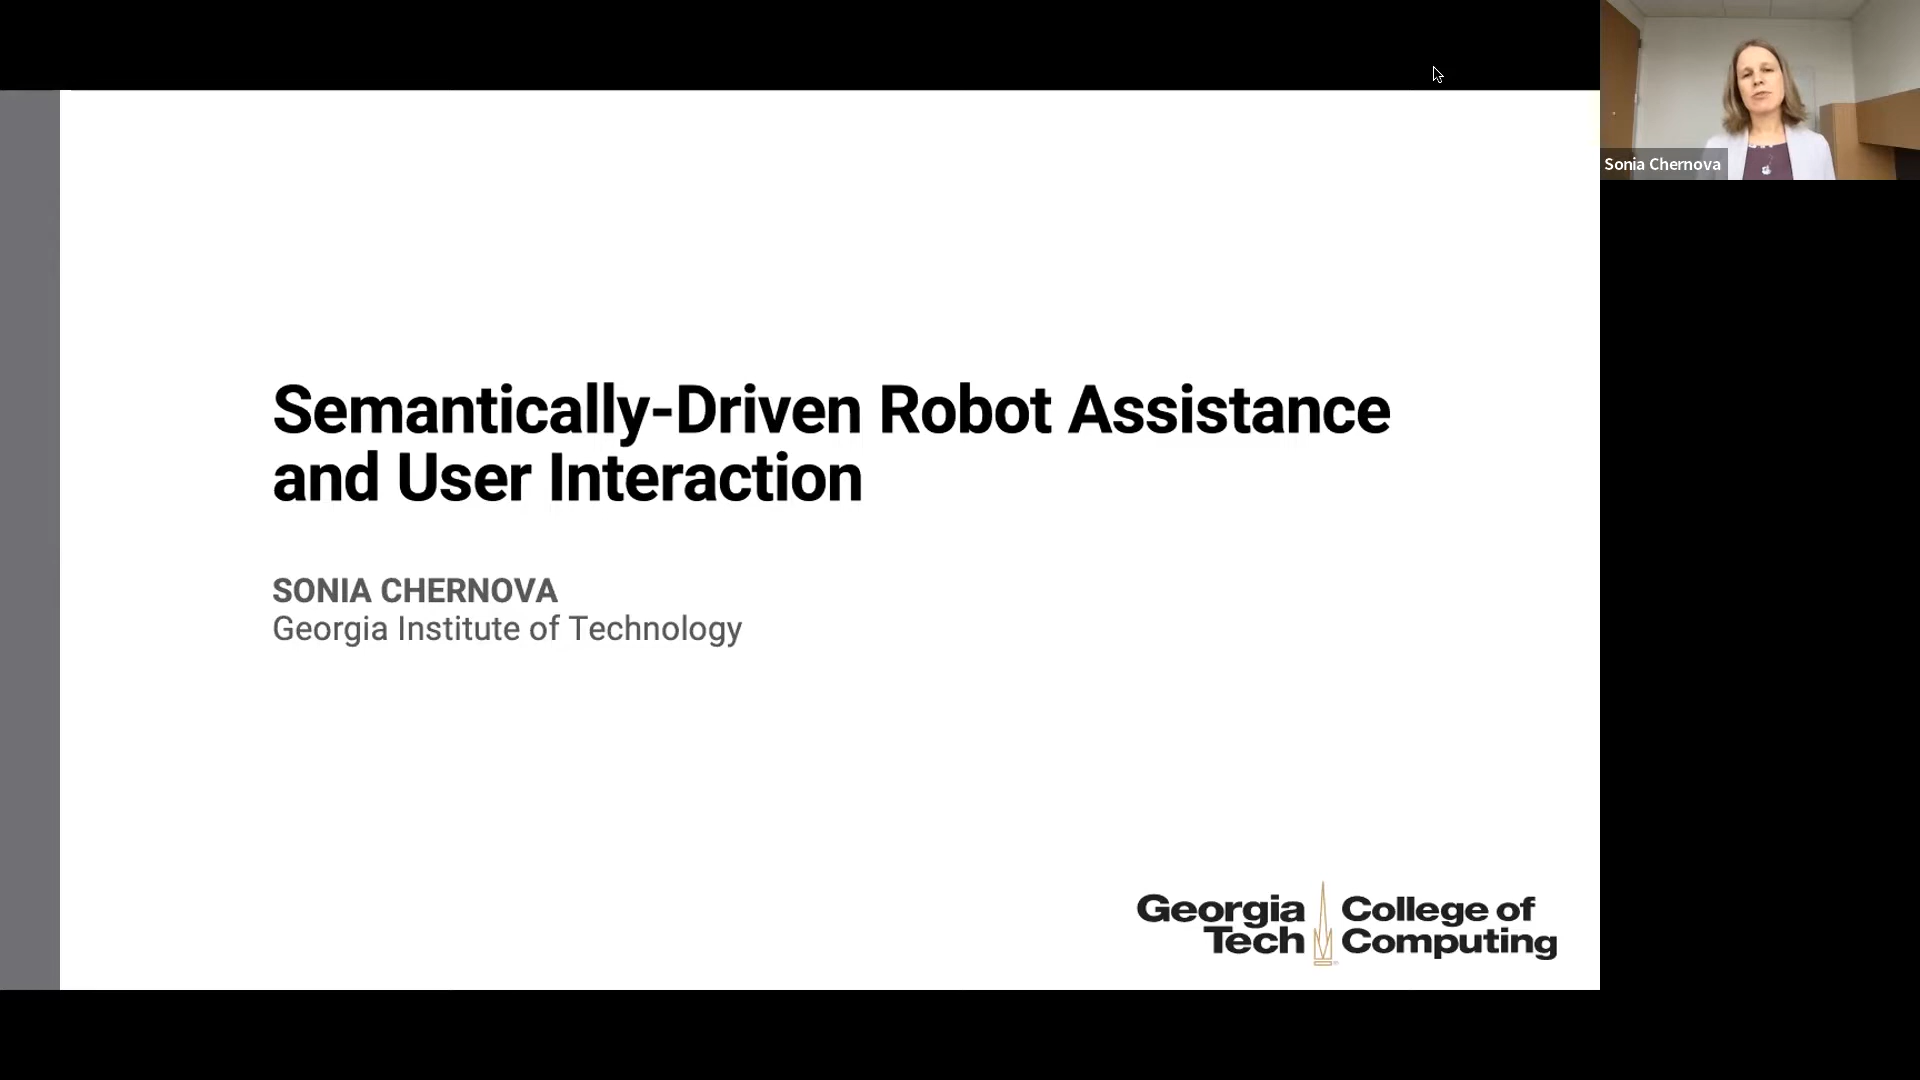 Semantically-Driven Robot Assistance
and User Interaction
SONIA CHERNOVA
Georgia Institute of Technology
Georgia
Tech
College of
Computing
Sonia Chernova